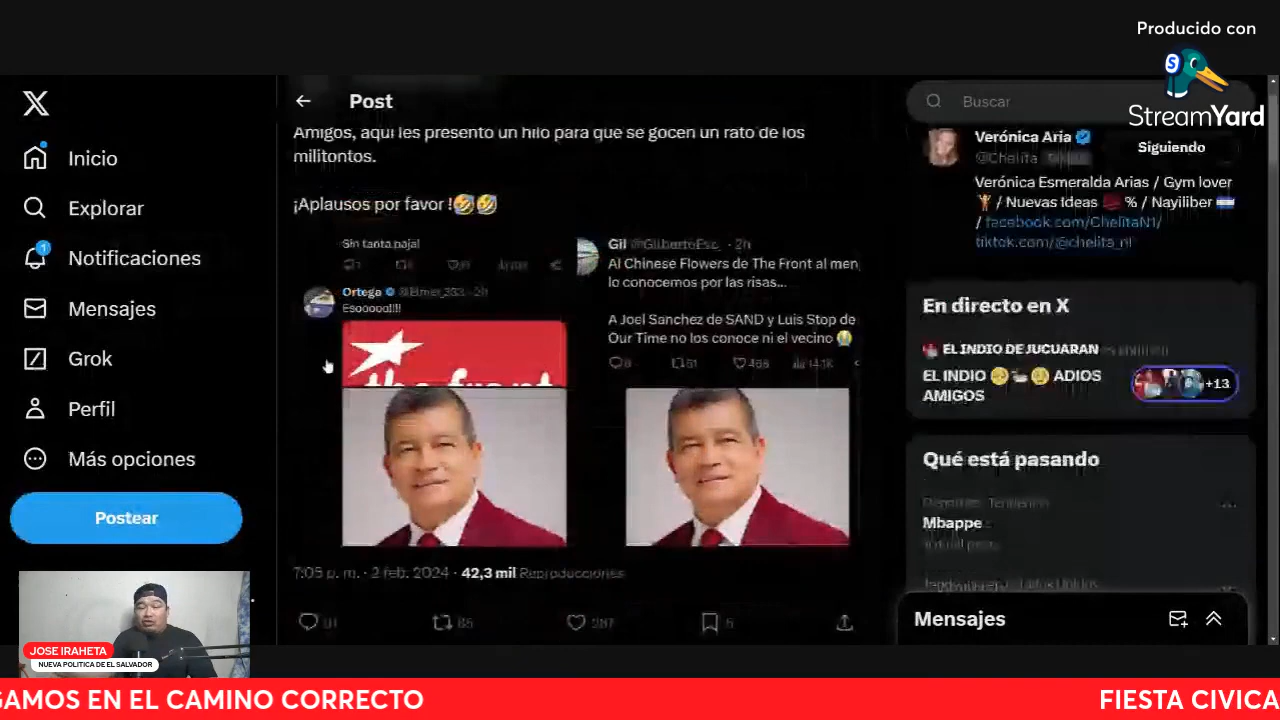 Producido con
StreamYard
Inicio
Explorar
1
Notificaciones
Mensajes
Grok
Perfil
Más opciones
Postear
Post
Amigos, aquí les presento un hilo para que se gocen un rato de los
militontos.
¡Aplausos por favor !🤣🤣
Sin tanta paja!
Ortega
Esooooo!!!!
the front
Gil @GilbertoEsc_ · 2h
Al Chinese Flowers de The Front al men
lo conocemos por las risas...
A Joel Sanchez de SAND y Luis Stop de
Our Time no los conoce ni el vecino 😭
7:05 p. m. · 2 feb. 2024 · 42,3 mil Reproducciones
Buscar
Verónica Aria
@Chelita
Siguiendo
Verónica Esmeralda Arias / Gym lover
/ Nuevas Ideas % / Nayiliber
/ facebook.com/ChelitaN1/
tiktok.com/@chelita_n1
En directo en X
EL INDIO DE JUCUARAN
EL INDIO ADIOS
AMIGOS
+13
Qué está pasando
Mbappe
Mensajes
JOSE IRAHETA
NUEVA POLITICA DE EL SALVADOR
GAMOS EN EL CAMINO CORRECTO
FIESTA CIVICA